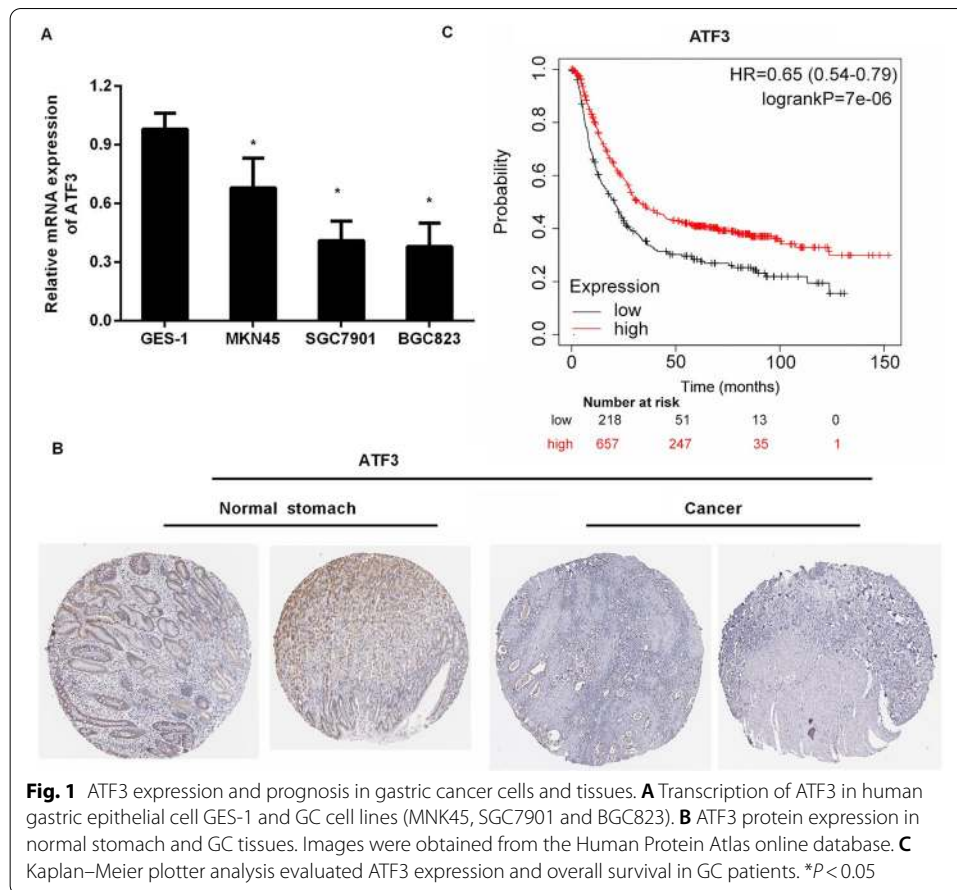 A
Relative mRNA expression
of ATF3
1.2
0.9
0.6
0.3
0.0
*
*
*
GES-1 MKN45 SGC7901 BGC823
C
ATF3
HR=0.65 (0.54-0.79)
logrankP=7e-06
Probability
1.0
0.8
0.6
0.4
0.2
0.0
Expression
low
high
0 50 100 150
Time (months)
Number at risk
low 218 51 13 0
high 657 247 35 1
B
ATF3
Normal stomach Cancer
Fig. 1 ATF3 expression and prognosis in gastric cancer cells and tissues. A Transcription of ATF3 in human
gastric epithelial cell GES-1 and GC cell lines (MNK45, SGC7901 and BGC823). B ATF3 protein expression in
normal stomach and GC tissues. Images were obtained from the Human Protein Atlas online database. C
Kaplan–Meier plotter analysis evaluated ATF3 expression and overall survival in GC patients. *P < 0.05